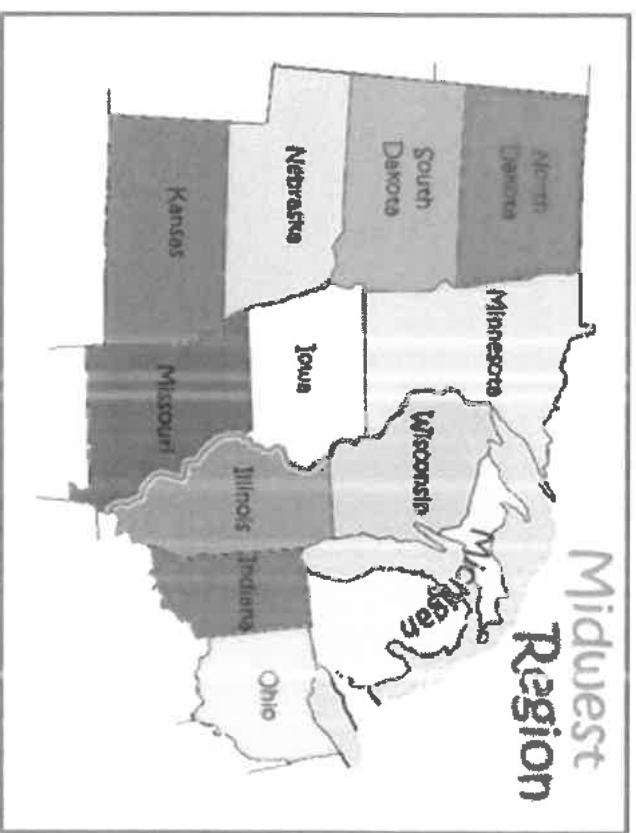 Midwest
Region
North
Dakota
Minnesota
South
Dakota
Wisconsin
Michigan
Nebraska
Iowa
Illinois
Indiana
Ohio
Kansas
Missouri